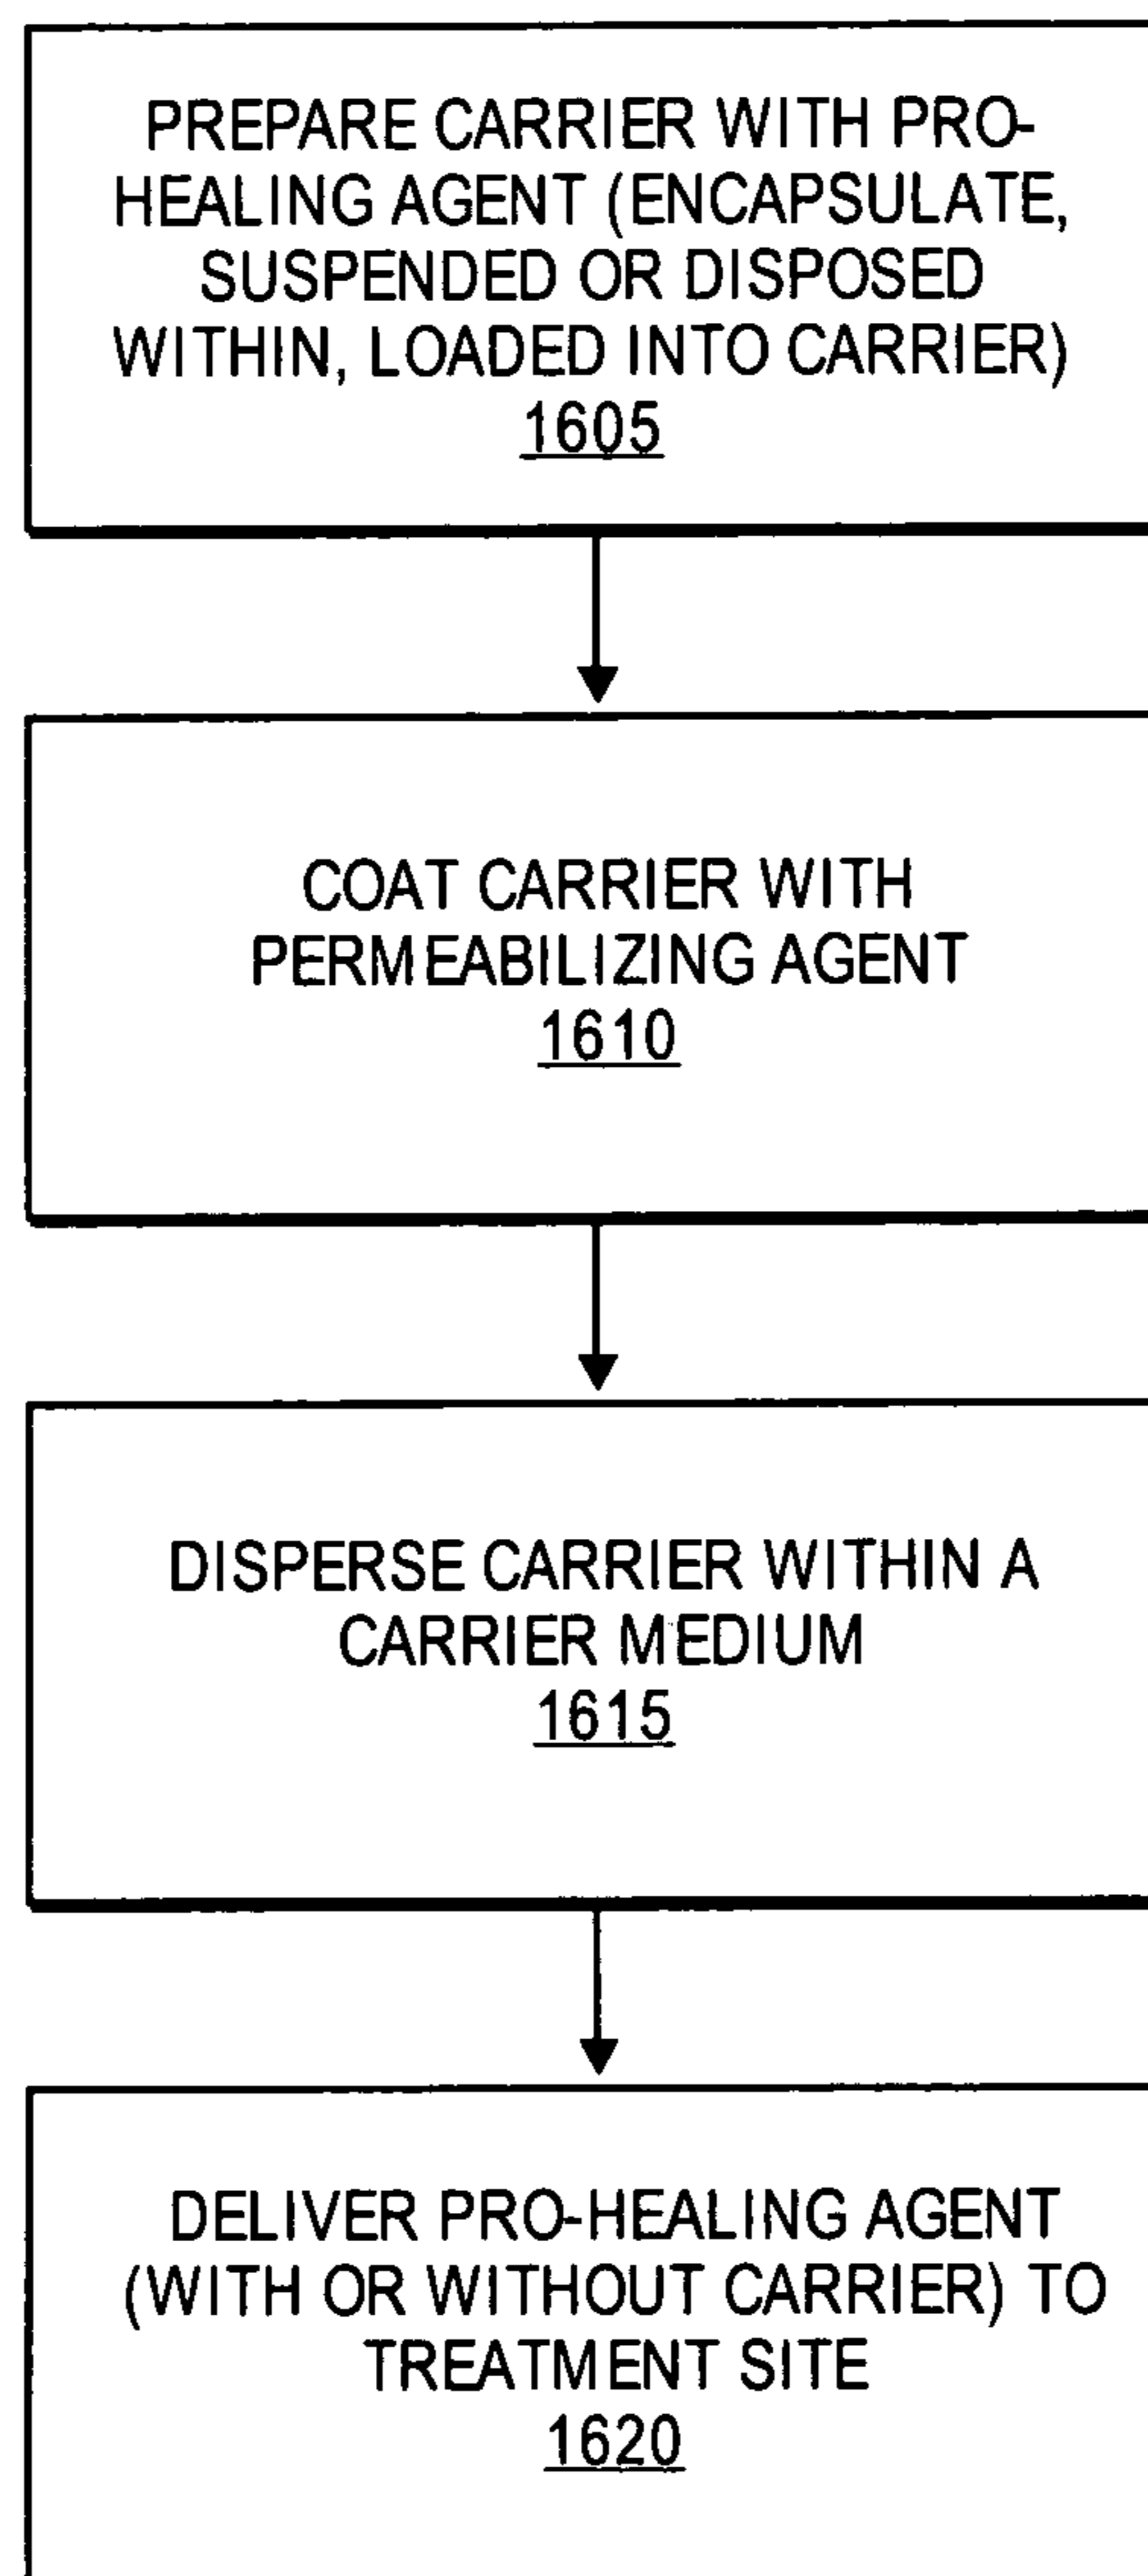 PREPARE CARRIER WITH PRO-
HEALING AGENT (ENCAPSULATE,
SUSPENDED OR DISPOSED
WITHIN, LOADED INTO CARRIER)
1605
COAT CARRIER WITH
PERMEABILIZING AGENT
1610
DISPERSE CARRIER WITHIN A
CARRIER MEDIUM
1615
DELIVER PRO-HEALING AGENT
(WITH OR WITHOUT CARRIER) TO
TREATMENT SITE
1620